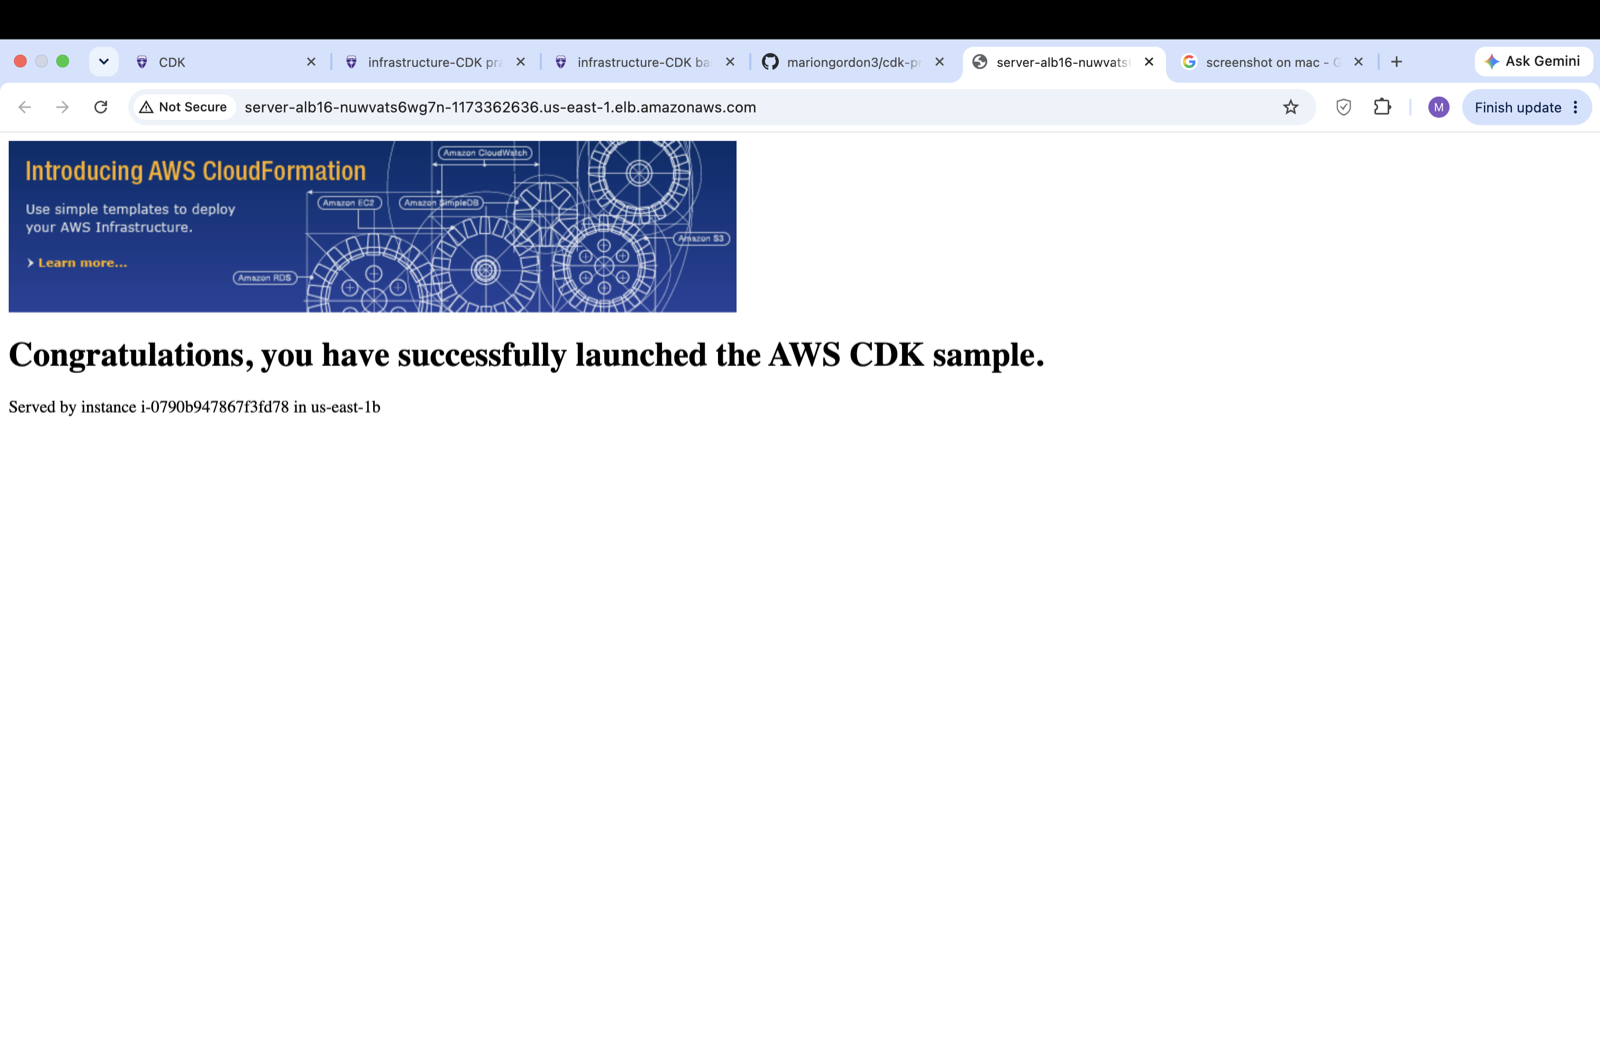 CDK
infrastructure-CDK pr
infrastructure-CDK ba
mariongordon3/cdk-pr
server-alb16-nuwvats
screenshot on mac - G
Ask Gemini
Not Secure
server-alb16-nuwvats6wg7n-1173362636.us-east-1.elb.amazonaws.com
M
Finish update
Introducing AWS CloudFormation
Use simple templates to deploy
your AWS Infrastructure.
Learn more...
Amazon CloudWatch
Amazon EC2
Amazon SimpleDB
Amazon S3
Amazon RDS
Congratulations, you have successfully launched the AWS CDK sample.
Served by instance i-0790b947867f3fd78 in us-east-1b